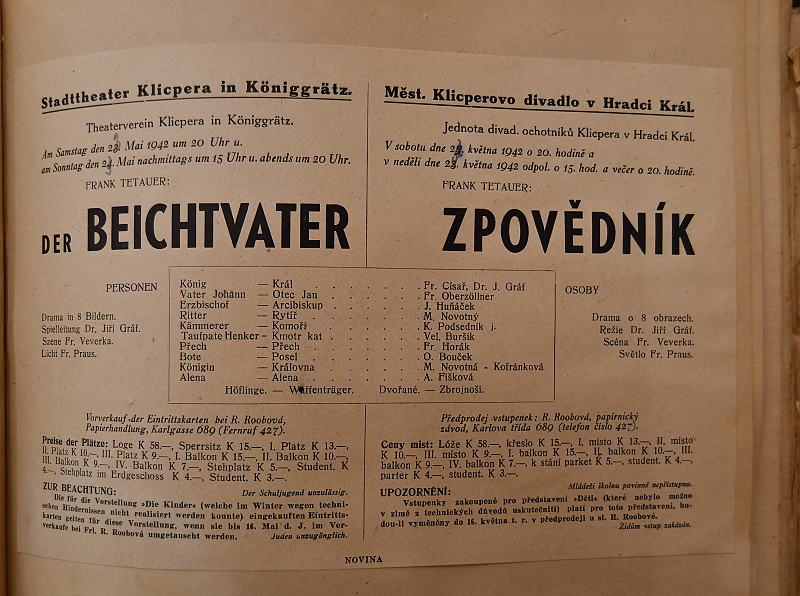 Stadttheater Klicpera in Königgrätz.
Theaterverein Klicpera in Königgrätz.
Am Samstag den 23. Mai 1942 um 20 Uhr u.
am Sonntag den 24. Mai nachmittags um 15 Uhr u. abends um 20 Uhr.
FRANK TETAUER:
DER BEICHTVATER
Měst. Klicperovo divadlo v Hradci Král.
Jednota divad. ochotníků Klicpera v Hradci Král.
V sobotu dne května 1942 o 20. hodině a
v neděli dne května 1942 odpol. o 15. hod. a večer o 20. hodině.
FRANK TETAUER:
ZPOVĚDNÍK
PERSONEN
Drama in 8 Bildern.
Spielleitung Dr. Jiří Gráf.
Szene Fr. Veverka.
Licht Fr. Praus.
König — Král . . . . . . Fr. Císař, Dr. J. Gráf
Vater Johann — Otec Jan . . . . . . Fr. Oberzöllner
Erzbischof — Arcibiskup . . . . . . J. Huňáček
Ritter — Rytíř . . . . . . M. Novotný
Kämmerer — Komoří . . . . . . K. Podsedník j.
Taufpate Henker - Kmotr kat . . . . . . Vel. Buršík
Přech — Přech . . . . . . Fr. Horák
Bote — Posel . . . . . . O. Bouček
Königin — Královna . . . . . . M. Novotná - Kofránková
Alena — Alena . . . . . . A. Fišková
Höflinge. — Waffenträger. Dvořané. — Zbrojnoši.
OSOBY
Drama o 8 obrazech.
Režie Dr. Jiří Gráf.
Scéna Fr. Veverka.
Světlo Fr. Praus.
Vorverkauf der Eintrittskarten bei R. Roobová,
Papierhandlung, Karlgasse 689 (Fernruf 427).
Preise der Plätze: Loge K 58.—, Sperrsitz K 15.—, I. Platz K 13.—,
II. Platz K 10.—, III. Platz K 9.—, I. Balkon K 15.—, II. Balkon K 10.—,
III. Balkon K 9.—, IV. Balkon K 7.—, Stehplatz K 5.—, Student. K
4.—, Stehplatz im Erdgeschoss K 4.—, Student. K 3.—.
ZUR BEACHTUNG: Der Schuljugend unzulässig.
Die für die Vorstellung »Die Kinder« (welche im Winter wegen techni-
schen Hindernissen nicht realisiert werden konnte) eingekauften Eintritts-
karten gelten für diese Vorstellung, wenn sie bis 16. Mai d. J. im Vor-
verkaufe bei Frl. R. Roobová umgetauscht werden. Juden unzugänglich.
Předprodej vstupenek: R. Roobová, papírnický
závod, Karlova třída 689 (telefon číslo 427).
Ceny míst: Lóže K 58.—, křeslo K 15.—, I. místo K 13.—, II. místo
K 10.—, III. místo K 9.—, I. balkon K 15.—, II. balkon K 10.—, III.
balkon K 9.—, IV. balkon K 7.—, k stání parket K 5.—, student. K 4.—,
parter K 4.—, student. K 3.—.
Mládeži školou povinné nepřístupno.
UPOZORNĚNÍ:
Vstupenky zakoupené pro představení »Děti« (které nebylo možno
v zimě z technických důvodů uskutečniti) platí pro toto představení, bu-
dou-li vyměněny do 16. května t. r. v předprodeji u sl. R. Roobové.
Židům vstup zakázán.
NOVINA